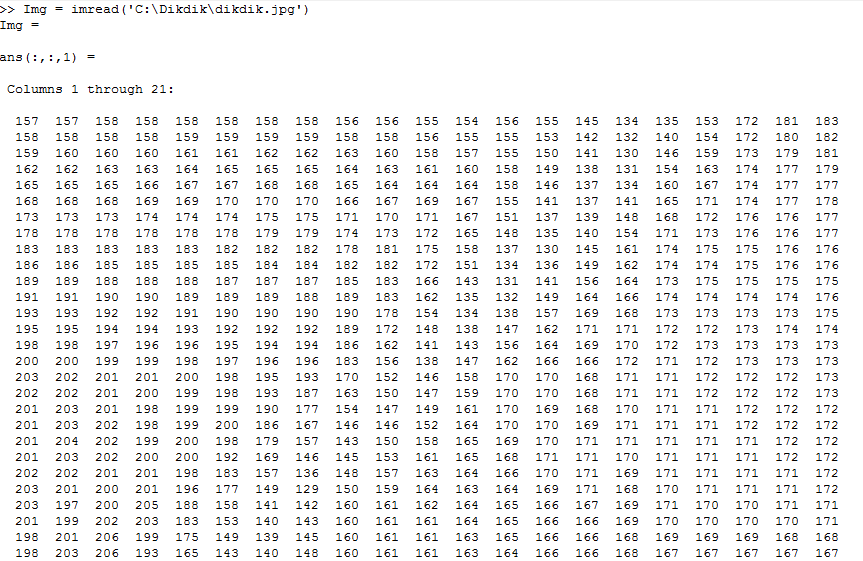 >> Img = imread('C:\Dikdik\dikdik.jpg')
Img =
ans(:,:,1) =
Columns 1 through 21:
157 157 158 158 158 158 158 158 156 156 155 154 156 155 145 134 135 153 172 181 183
158 158 158 158 159 159 159 159 158 158 156 155 155 153 142 132 140 154 172 180 182
159 160 160 160 161 161 162 162 163 160 158 157 155 150 141 130 146 159 173 179 181
162 162 163 163 164 165 165 165 164 163 161 160 158 149 138 131 154 163 174 177 179
165 165 165 166 167 167 168 168 165 164 164 164 158 146 137 134 160 167 174 177 177
168 168 168 169 169 170 170 170 166 167 169 167 155 141 137 141 165 171 174 177 178
173 173 173 174 174 174 175 175 171 170 171 167 151 137 139 148 168 172 176 176 177
178 178 178 178 178 178 179 179 174 173 172 165 148 135 140 154 171 173 176 176 177
183 183 183 183 183 182 182 182 178 181 175 158 137 130 145 161 174 175 175 176 176
186 186 185 185 185 185 184 184 182 182 172 151 134 136 149 162 174 174 175 176 176
189 189 188 188 188 187 187 187 185 183 166 143 131 141 156 164 173 175 175 175 175
191 191 190 190 189 189 189 188 189 183 162 135 132 149 164 166 174 174 174 174 176
193 193 192 192 191 190 190 190 190 178 154 134 138 157 169 168 173 173 173 173 175
195 195 194 194 193 192 192 192 189 172 148 138 147 162 171 171 172 172 173 174 174
198 198 197 196 196 195 194 194 186 162 141 143 156 164 169 170 172 173 173 173 173
200 200 199 199 198 197 196 196 183 156 138 147 162 166 166 172 171 172 173 173 173
203 202 201 201 200 198 195 193 170 152 146 158 170 170 168 171 171 172 172 172 173
202 202 201 200 199 198 193 187 163 150 147 159 170 170 168 171 171 172 172 172 173
201 203 201 198 199 199 190 177 154 147 149 161 170 169 168 170 171 171 172 172 172
201 203 202 198 199 200 186 167 146 146 152 164 170 170 169 171 171 171 172 172 172
201 204 202 199 200 198 179 157 143 150 158 165 169 170 171 171 171 171 171 172 172
201 203 202 200 200 192 169 146 145 153 161 165 168 171 171 170 171 171 171 172 172
202 202 201 201 198 183 157 136 148 157 163 164 166 170 171 169 171 171 171 171 172
203 201 200 201 196 177 149 129 150 159 164 163 164 169 171 168 170 171 171 171 172
203 197 200 205 188 158 141 142 160 161 162 164 165 166 167 169 171 170 170 171 171
201 199 202 203 183 153 140 143 160 161 161 164 165 166 166 169 170 170 170 170 171
198 201 206 199 175 149 139 145 160 161 161 163 165 166 166 168 169 169 169 168 168
198 203 206 193 165 143 140 148 160 161 161 163 164 166 166 168 167 167 167 167 167